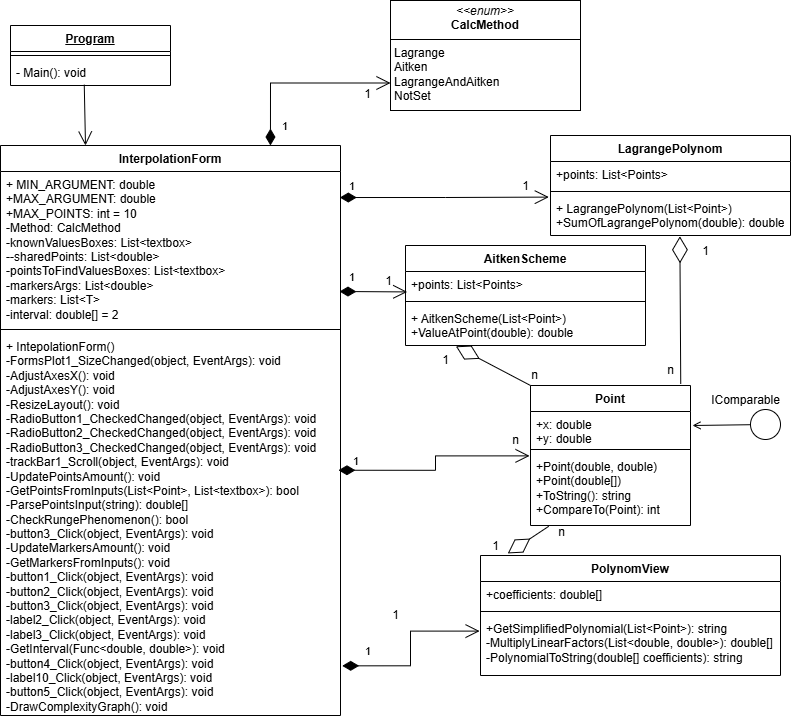 Program
- Main(): void
<<enum>>
CalcMethod
Lagrange
Aitken
LagrangeAndAitken
NotSet
1
1
InterpolationForm
+ MIN_ARGUMENT: double
+MAX_ARGUMENT: double
+MAX_POINTS: int = 10
-Method: CalcMethod
-knownValuesBoxes: List<textbox>
--sharedPoints: List<double>
-pointsToFindValuesBoxes: List<textbox>
-markersArgs: List<double>
-markers: List<T>
-interval: double[] = 2
+ IntepolationForm()
-FormsPlot1_SizeChanged(object, EventArgs): void
-AdjustAxesX(): void
-AdjustAxesY(): void
-ResizeLayout(): void
-RadioButton1_CheckedChanged(object, EventArgs): void
-RadioButton2_CheckedChanged(object, EventArgs): void
-RadioButton3_CheckedChanged(object, EventArgs): void
-trackBar1_Scroll(object, EventArgs): void
-UpdatePointsAmount(): void
-GetPointsFromInputs(List<Point>, List<textbox>): bool
-ParsePointsInput(string): double[]
-CheckRungePhenomenon(): bool
-button3_Click(object, EventArgs): void
-UpdateMarkersAmount(): void
-GetMarkersFromInputs(): void
-button1_Click(object, EventArgs): void
-button2_Click(object, EventArgs): void
-button3_Click(object, EventArgs): void
-label2_Click(object, EventArgs): void
-label3_Click(object, EventArgs): void
-GetInterval(Func<double, double>): void
-button4_Click(object, EventArgs): void
-label10_Click(object, EventArgs): void
-button5_Click(object, EventArgs): void
-DrawComplexityGraph(): void
1
1
LagrangePolynom
+points: List<Points>
+ LagrangePolynom(List<Point>)
+SumOfLagrangePolynom(double): double
1
n
1
1
AitkenScheme
+points: List<Points>
+ AitkenScheme(List<Point>)
+ValueAtPoint(double): double
1
n
1
n
Point
+x: double
+y: double
+Point(double, double)
+Point(double[])
+ToString(): string
+CompareTo(Point): int
IComparable
n
1
1
1
PolynomView
+coefficients: double[]
+GetSimplifiedPolynomial(List<Point>): string
-MultiplyLinearFactors(List<double, double>): double[]
-PolynomialToString(double[] coefficients): string